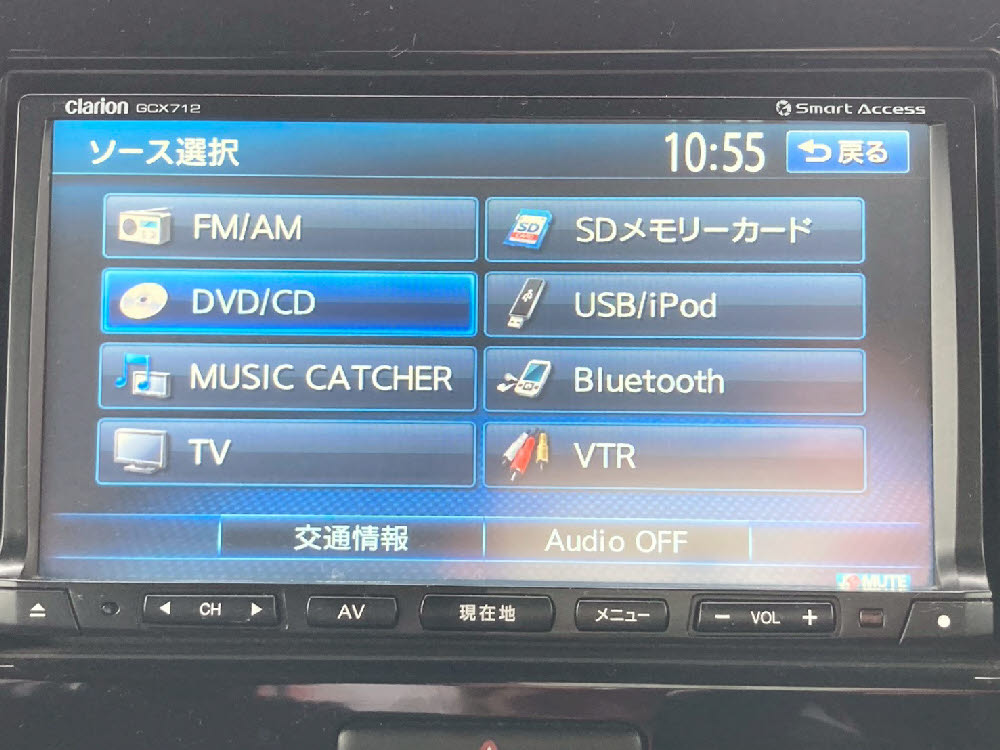 clarion GCX712
Smart Access
ソース選択
10:55
戻る
FM/AM
SDメモリーカード
DVD/CD
USB/iPod
MUSIC CATCHER
Bluetooth
TV
VTR
交通情報
Audio OFF
MUTE
CH
AV
現在地
メニュー
− VOL +